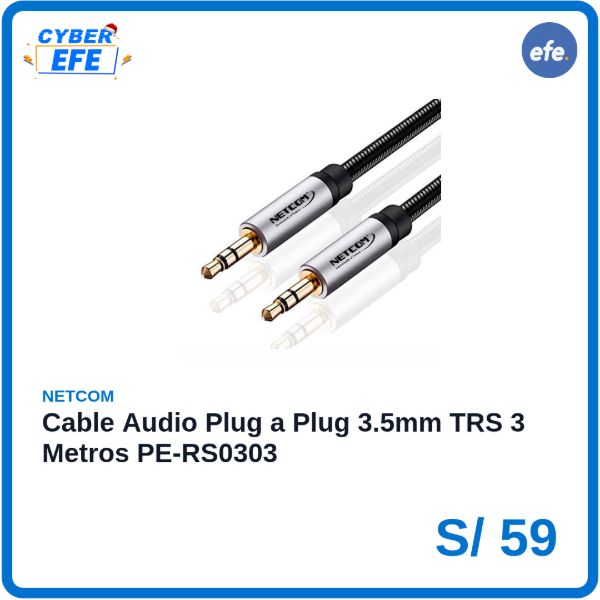 CYBER
EFE
efe.
NETCOM
NETCOM
NETCOM
Cable Audio Plug a Plug 3.5mm TRS 3
Metros PE-RS0303
S/ 59